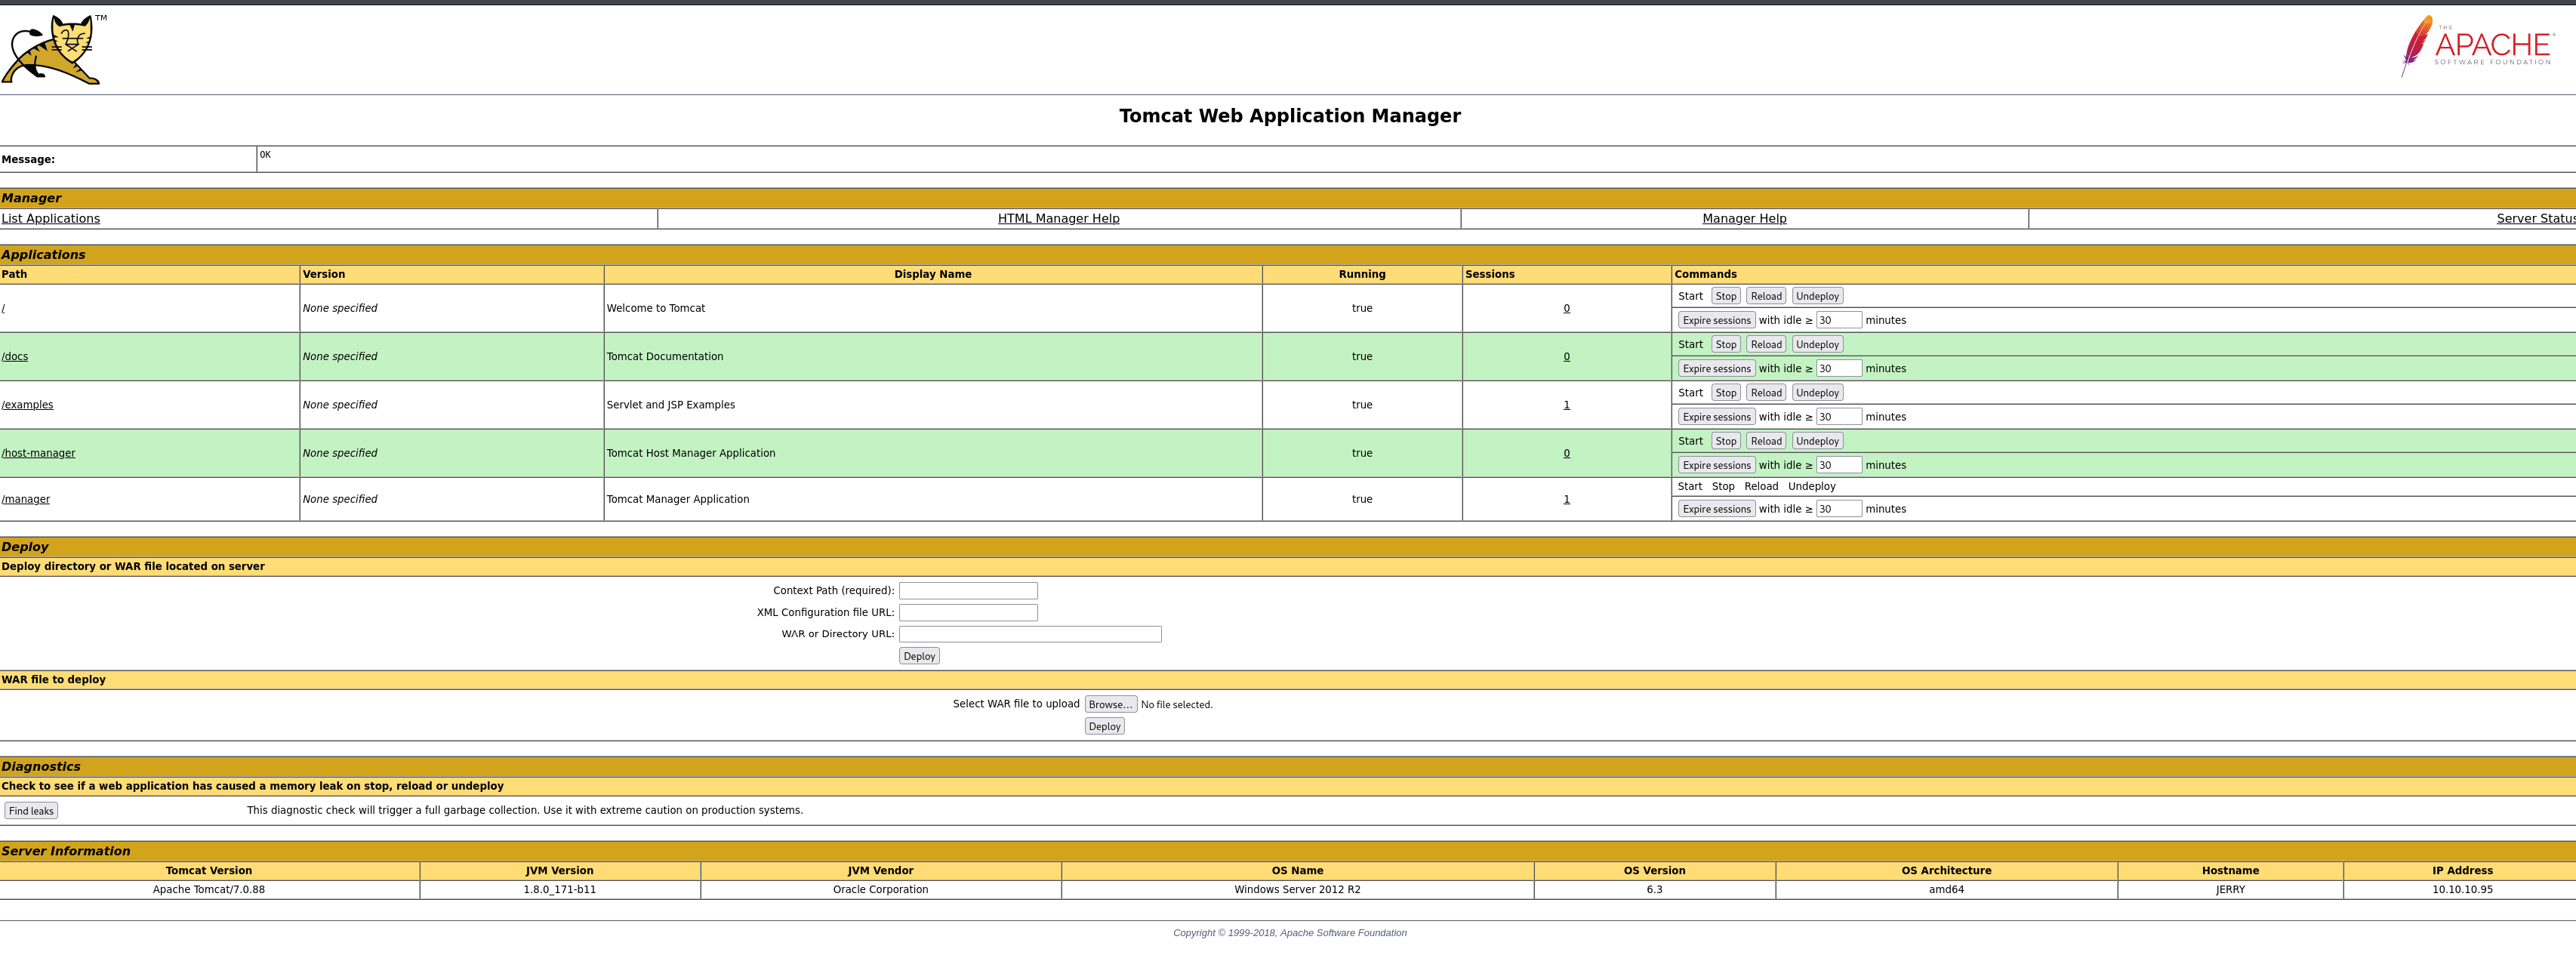 TM
THE
APACHE
SOFTWARE FOUNDATION
Tomcat Web Application Manager
Message: OK
Manager
List Applications HTML Manager Help Manager Help Server Status
Applications
Path Version Display Name Running Sessions Commands
/ None specified Welcome to Tomcat true 0 Start Stop Reload Undeploy
Expire sessions with idle ≥ 30 minutes
/docs None specified Tomcat Documentation true 0 Start Stop Reload Undeploy
Expire sessions with idle ≥ 30 minutes
/examples None specified Servlet and JSP Examples true 1 Start Stop Reload Undeploy
Expire sessions with idle ≥ 30 minutes
/host-manager None specified Tomcat Host Manager Application true 0 Start Stop Reload Undeploy
Expire sessions with idle ≥ 30 minutes
/manager None specified Tomcat Manager Application true 1 Start Stop Reload Undeploy
Expire sessions with idle ≥ 30 minutes
Deploy
Deploy directory or WAR file located on server
Context Path (required):
XML Configuration file URL:
WAR or Directory URL:
Deploy
WAR file to deploy
Select WAR file to upload Browse... No file selected.
Deploy
Diagnostics
Check to see if a web application has caused a memory leak on stop, reload or undeploy
Find leaks This diagnostic check will trigger a full garbage collection. Use it with extreme caution on production systems.
Server Information
Tomcat Version JVM Version JVM Vendor OS Name OS Version OS Architecture Hostname IP Address
Apache Tomcat/7.0.88 1.8.0_171-b11 Oracle Corporation Windows Server 2012 R2 6.3 amd64 JERRY 10.10.10.95
Copyright © 1999-2018, Apache Software Foundation